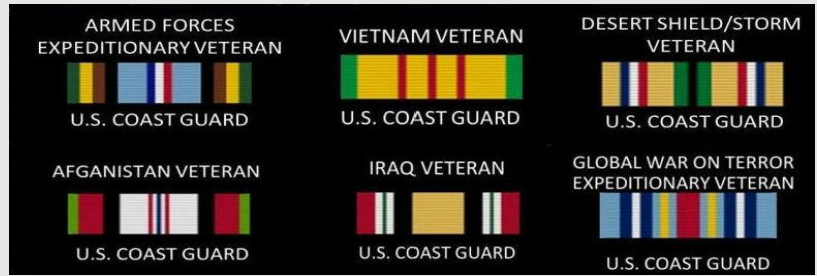 ARMED FORCES
EXPEDITIONARY VETERAN
U.S. COAST GUARD
VIETNAM VETERAN
U.S. COAST GUARD
DESERT SHIELD/STORM
VETERAN
U.S. COAST GUARD
AFGANISTAN VETERAN
U.S. COAST GUARD
IRAQ VETERAN
U.S. COAST GUARD
GLOBAL WAR ON TERROR
EXPEDITIONARY VETERAN
U.S. COAST GUARD